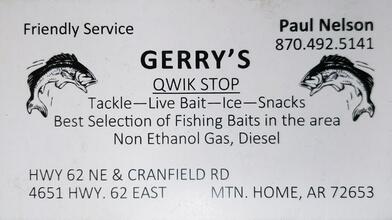 Friendly Service
Paul Nelson
870.492.5141
GERRY'S
QWIK STOP
Tackle—Live Bait—Ice—Snacks
Best Selection of Fishing Baits in the area
Non Ethanol Gas, Diesel
HWY 62 NE & CRANFIELD RD
4651 HWY. 62 EAST MTN. HOME, AR 72653